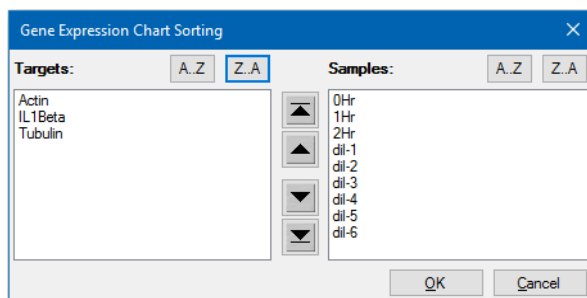 Gene Expression Chart Sorting
Targets: A..Z Z..A Samples: A..Z Z..A
Actin
IL1Beta
Tubulin
0Hr
1Hr
2Hr
dil-1
dil-2
dil-3
dil-4
dil-5
dil-6
OK Cancel